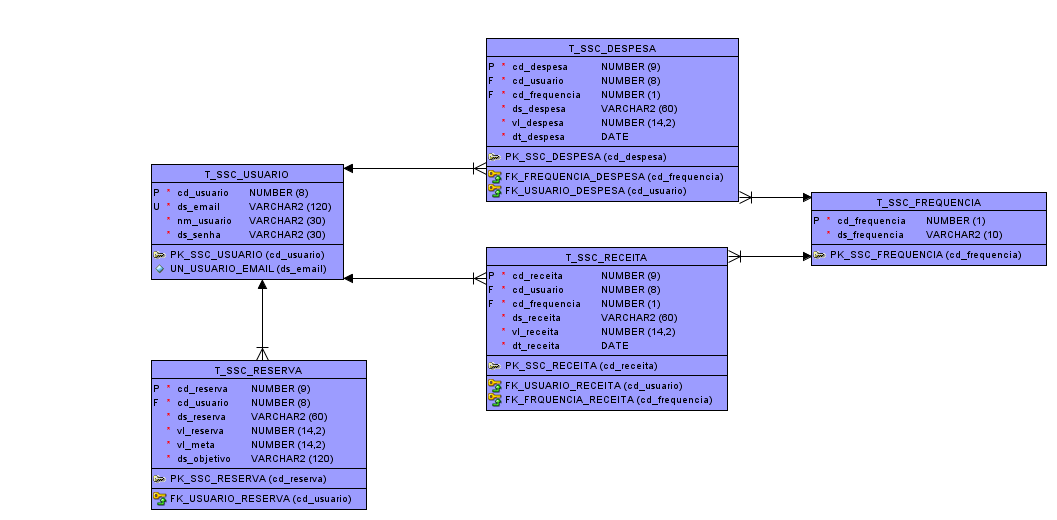 T_SSC_DESPESA
P * cd_despesa NUMBER (9)
F * cd_usuario NUMBER (8)
F * cd_frequencia NUMBER (1)
* ds_despesa VARCHAR2 (60)
* vl_despesa NUMBER (14,2)
* dt_despesa DATE
PK_SSC_DESPESA (cd_despesa)
FK_FREQUENCIA_DESPESA (cd_frequencia)
FK_USUARIO_DESPESA (cd_usuario)
T_SSC_USUARIO
P * cd_usuario NUMBER (8)
U * ds_email VARCHAR2 (120)
* nm_usuario VARCHAR2 (30)
* ds_senha VARCHAR2 (30)
PK_SSC_USUARIO (cd_usuario)
UN_USUARIO_EMAIL (ds_email)
T_SSC_FREQUENCIA
P * cd_frequencia NUMBER (1)
* ds_frequencia VARCHAR2 (10)
PK_SSC_FREQUENCIA (cd_frequencia)
T_SSC_RECEITA
P * cd_receita NUMBER (9)
F * cd_usuario NUMBER (8)
F * cd_frequencia NUMBER (1)
* ds_receita VARCHAR2 (60)
* vl_receita NUMBER (14,2)
* dt_receita DATE
PK_SSC_RECEITA (cd_receita)
FK_USUARIO_RECEITA (cd_usuario)
FK_FRQUENCIA_RECEITA (cd_frequencia)
T_SSC_RESERVA
P * cd_reserva NUMBER (9)
F * cd_usuario NUMBER (8)
* ds_reserva VARCHAR2 (60)
* vl_reserva NUMBER (14,2)
* vl_meta NUMBER (14,2)
* ds_objetivo VARCHAR2 (120)
PK_SSC_RESERVA (cd_reserva)
FK_USUARIO_RESERVA (cd_usuario)